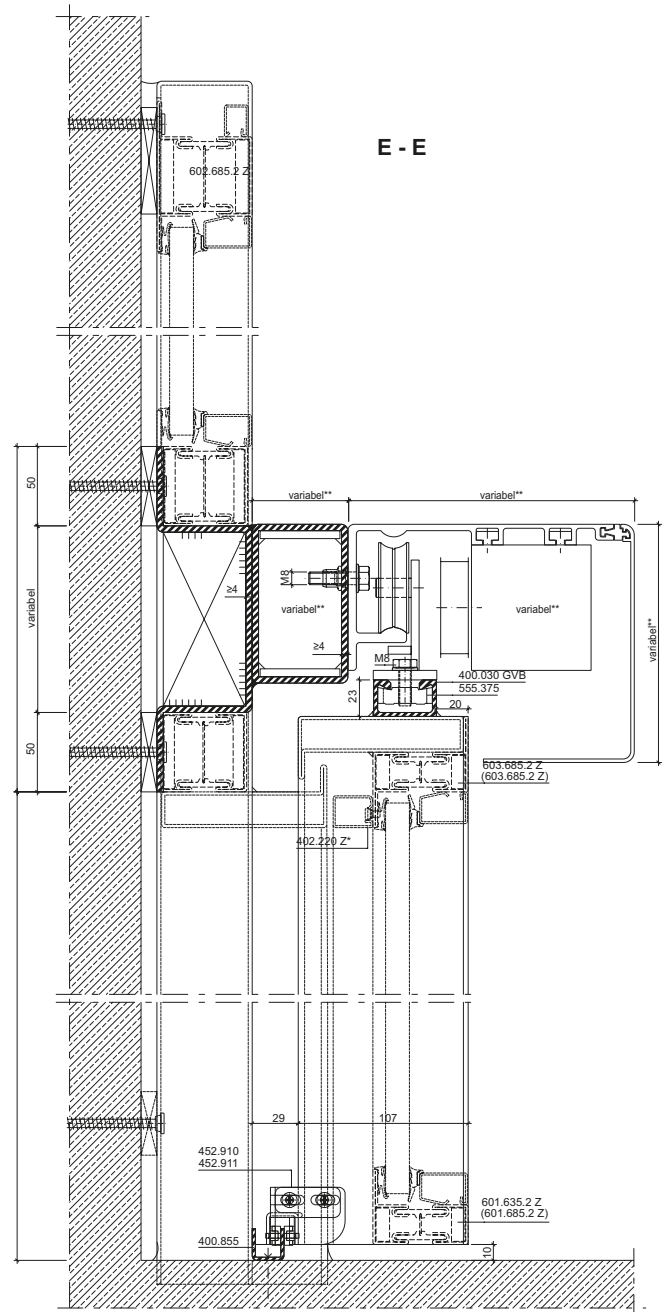 E - E
602.685.2 Z
50
variabel**
variabel**
variabel
≥4
M8
variabel**
≥4
variabel**
variabel**
M8
400.030 GVB
555.375
23
20
50
603.685.2 Z
(603.685.2 Z)
402.220 Z*
29
107
452.910
452.911
601.635.2 Z
(601.685.2 Z)
400.855
10